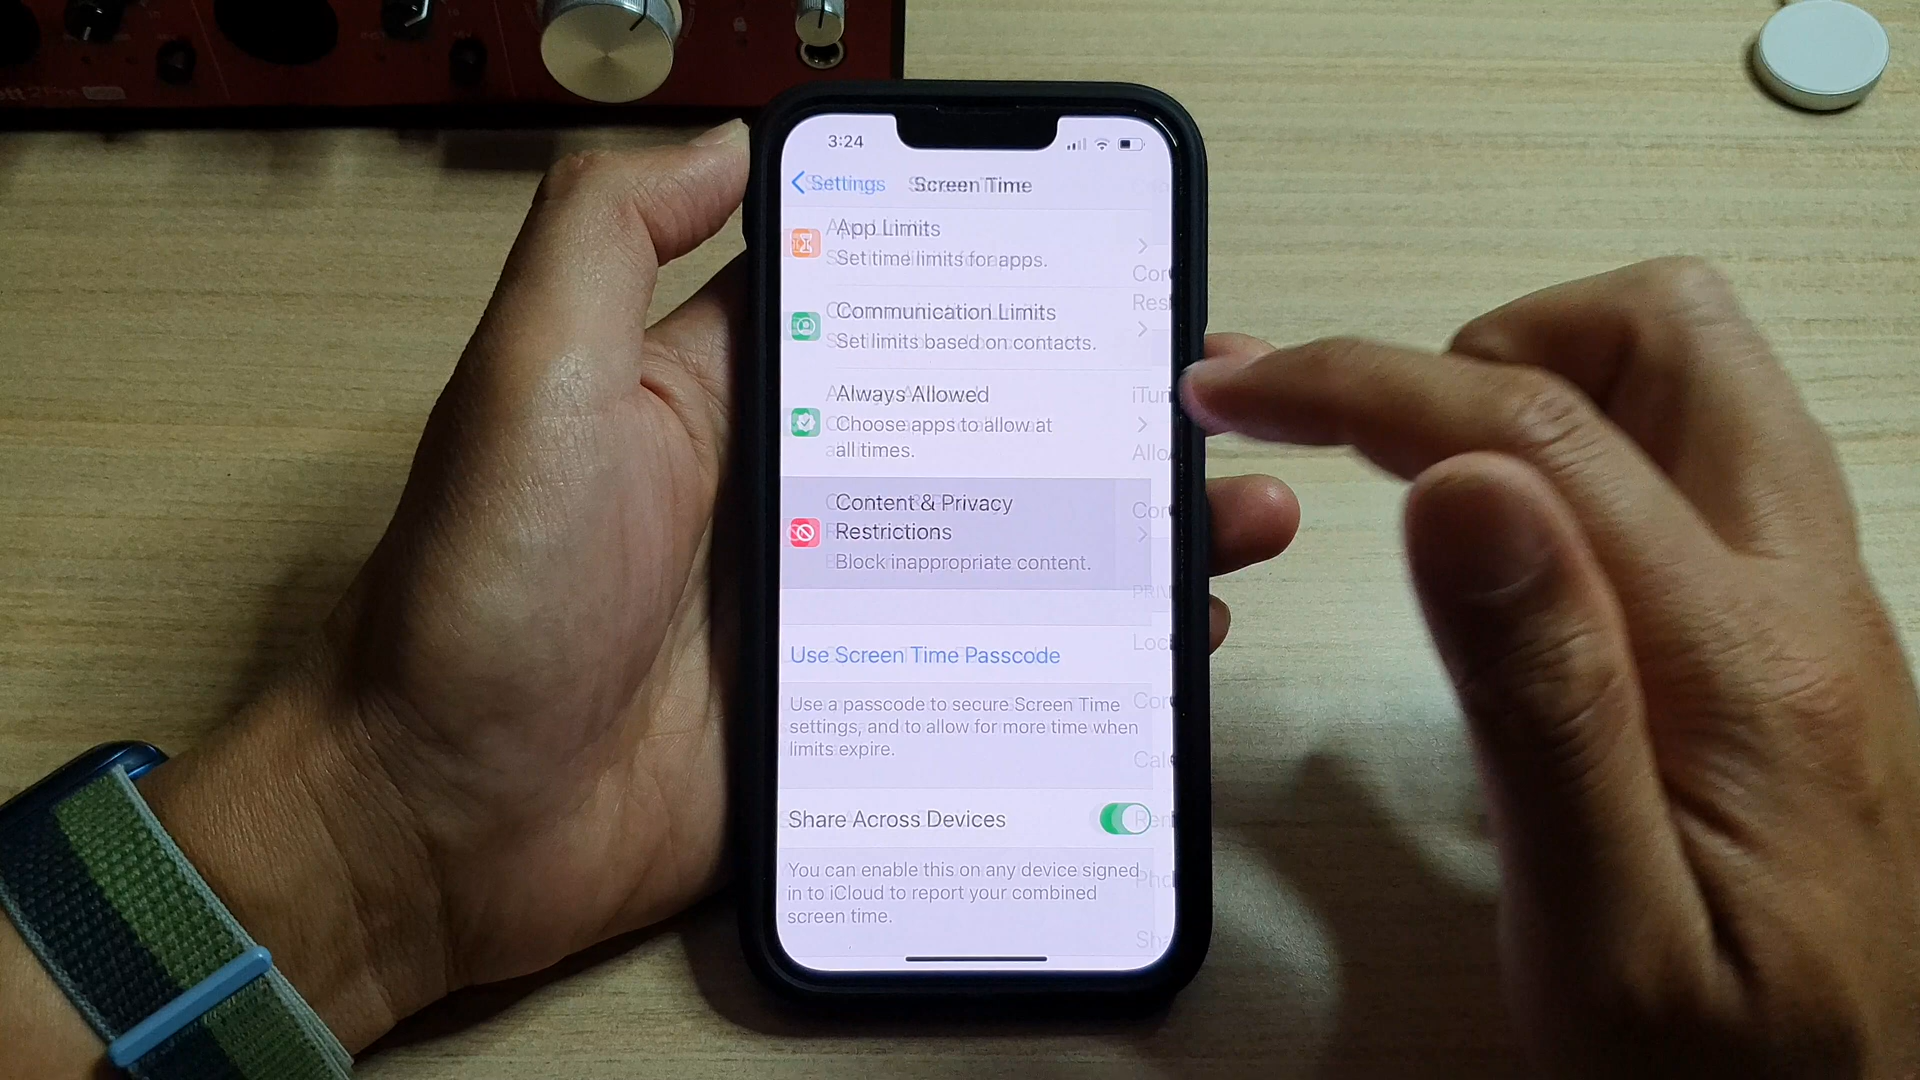 3:24
Settings Screen Time
App Limits
Set time limits for apps.
Communication Limits
Set limits based on contacts.
Always Allowed
Choose apps to allow at
all times.
Content & Privacy
Restrictions
Block inappropriate content.
Use Screen Time Passcode
Use a passcode to secure Screen Time
settings, and to allow for more time when
limits expire.
Share Across Devices
You can enable this on any device signed
in to iCloud to report your combined
screen time.